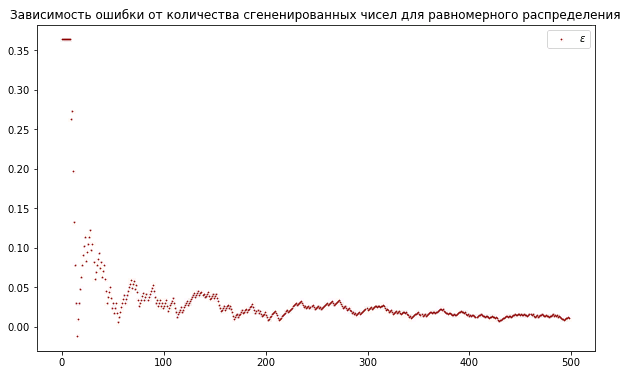 Зависимость ошибки от количества сгененированных чисел для равномерного распределения
ε
0.35
0.30
0.25
0.20
0.15
0.10
0.05
0.00
0 100 200 300 400 500